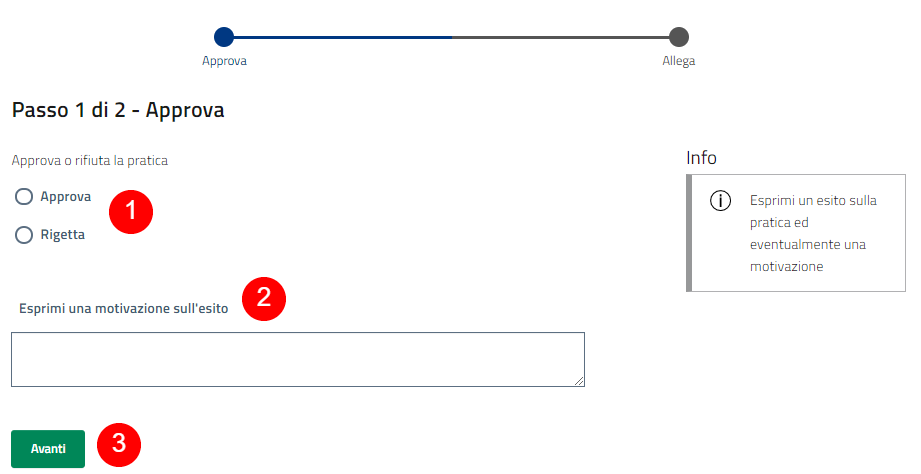 Approva
Allega
Passo 1 di 2 - Approva
Approva o rifiuta la pratica
Approva
1
Rigetta
Esprimi una motivazione sull'esito
2
Avanti
3
Info
Esprimi un esito sulla
pratica ed
eventualmente una
motivazione